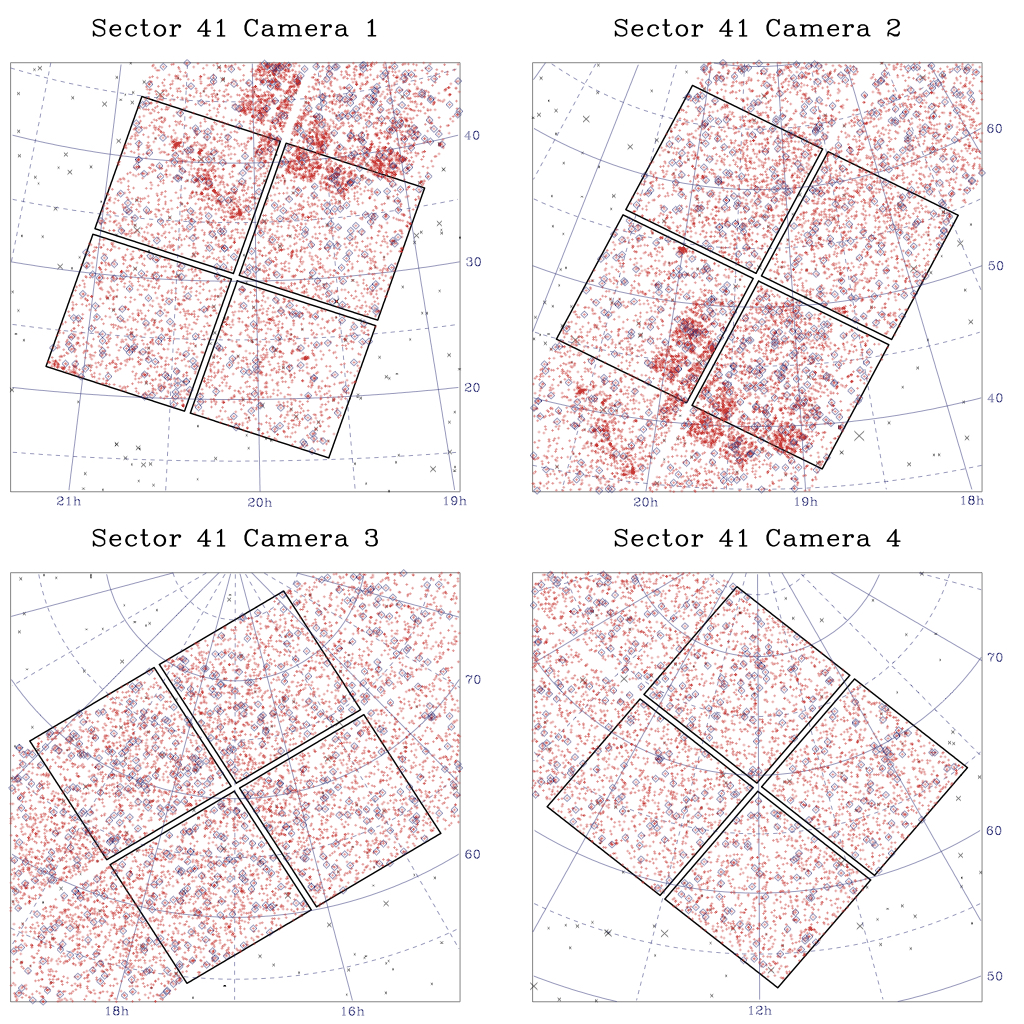 Sector 41 Camera 1
40
30
20
21h
20h
19h
Sector 41 Camera 2
60
50
40
20h
19h
18h
Sector 41 Camera 3
70
60
18h
16h
Sector 41 Camera 4
70
60
50
12h